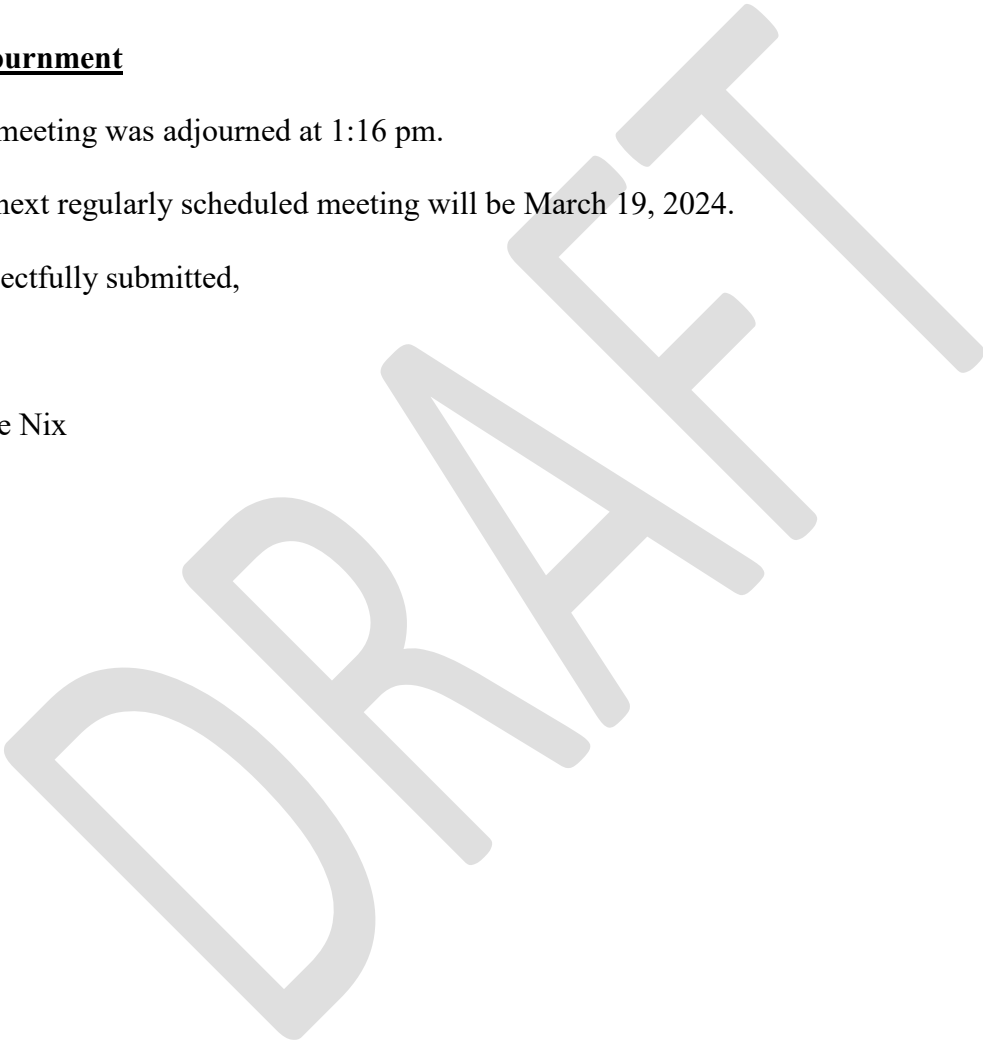 ournment
meeting was adjourned at 1:16 pm.
next regularly scheduled meeting will be March 19, 2024.
ectfully submitted,
e Nix
DRAFT